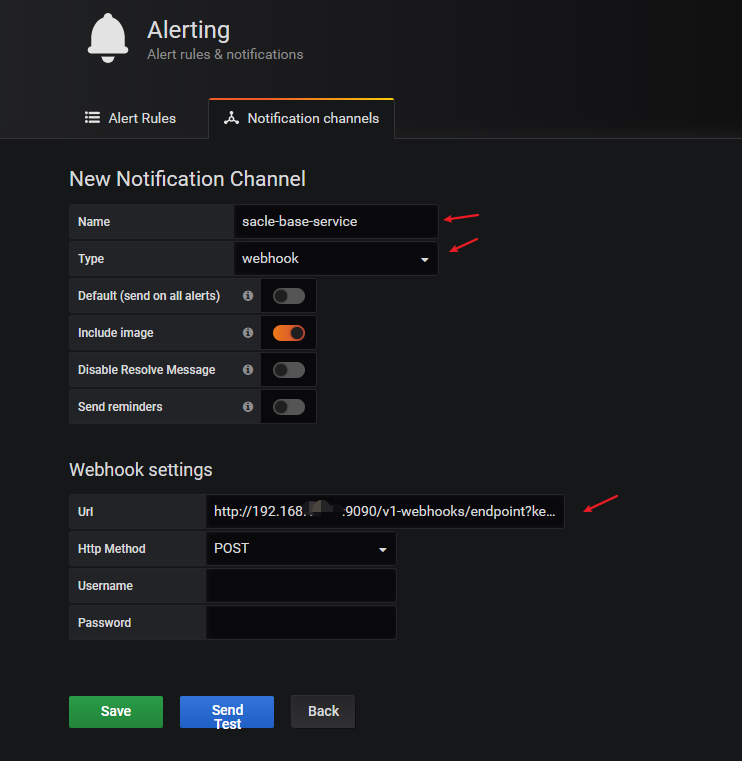 Alerting
Alert rules & notifications
Alert Rules
Notification channels
New Notification Channel
Name sacle-base-service
Type webhook
Default (send on all alerts)
Include image
Disable Resolve Message
Send reminders
Webhook settings
Url http://192.168. :9090/v1-webhooks/endpoint?ke...
Http Method POST
Username
Password
Save
Send
Test
Back